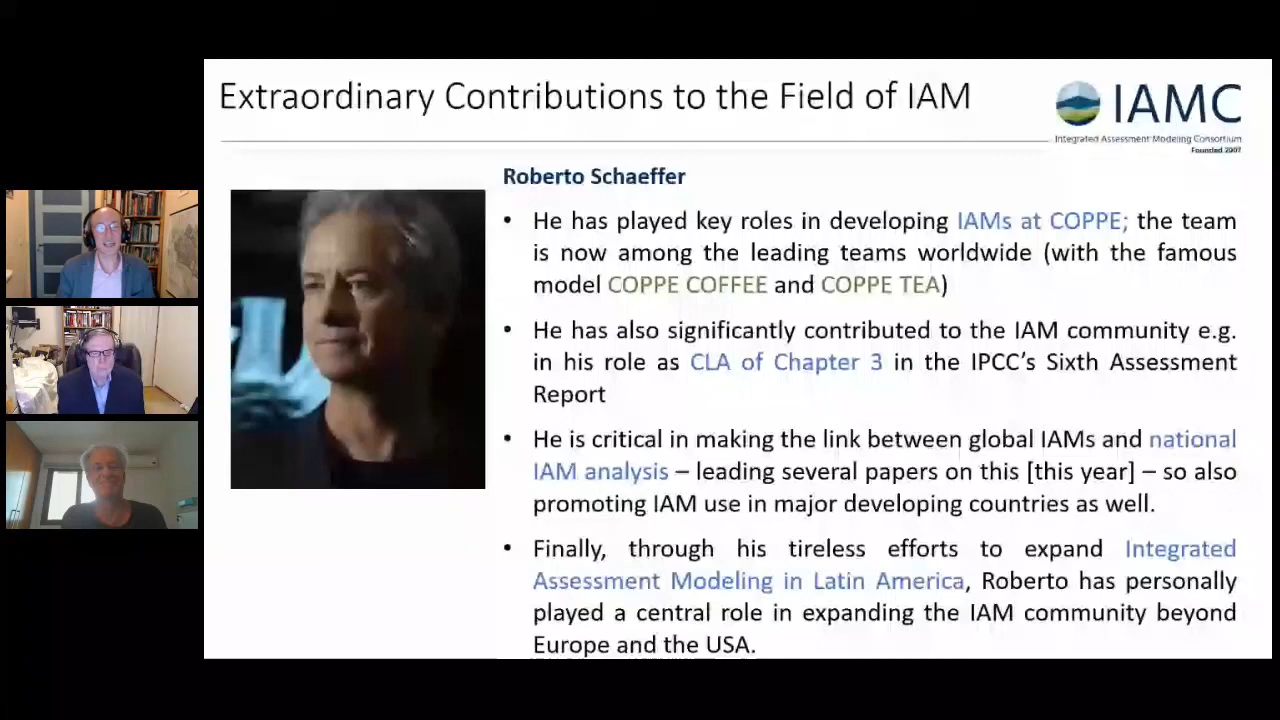 Extraordinary Contributions to the Field of IAM
IAMC
Integrated Assessment Modeling Consortium
Founded 2007
Roberto Schaeffer
• He has played key roles in developing IAMs at COPPE; the team
is now among the leading teams worldwide (with the famous
model COPPE COFFEE and COPPE TEA)
• He has also significantly contributed to the IAM community e.g.
in his role as CLA of Chapter 3 in the IPCC's Sixth Assessment
Report
• He is critical in making the link between global IAMs and national
IAM analysis – leading several papers on this [this year] – so also
promoting IAM use in major developing countries as well.
• Finally, through his tireless efforts to expand Integrated
Assessment Modeling in Latin America, Roberto has personally
played a central role in expanding the IAM community beyond
Europe and the USA.